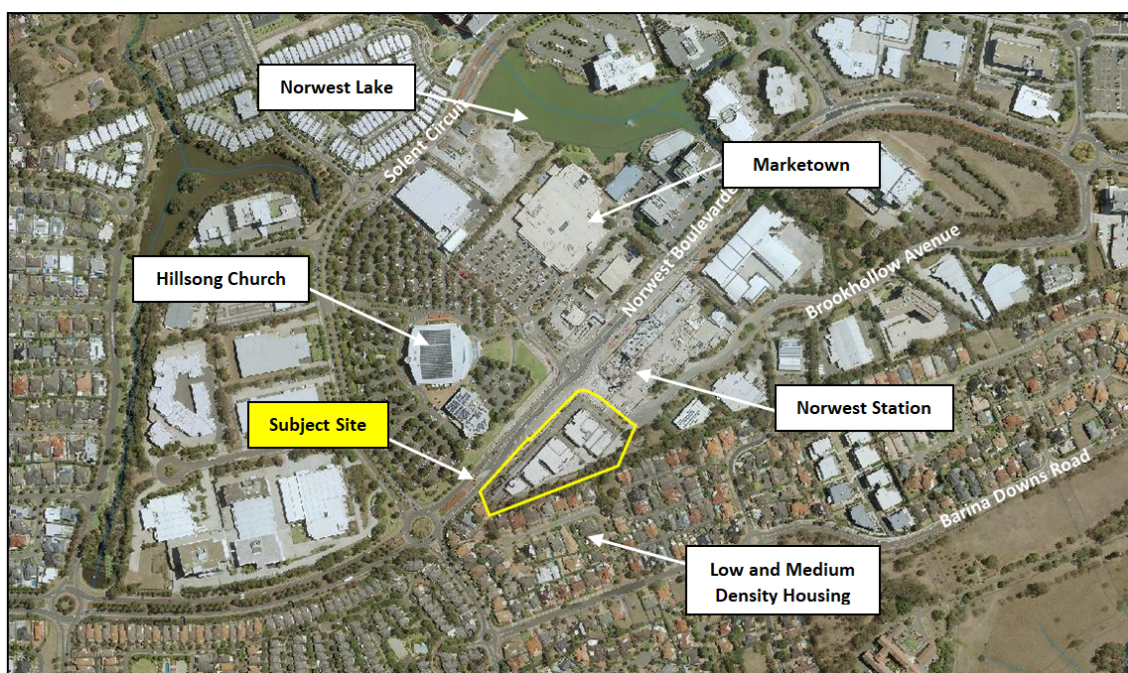 Norwest Lake
Solent Circuit
Marketown
Norwest Boulevarde
Hillsong Church
Brookhollow Avenue
Subject Site
Norwest Station
Barina Downs Road
Low and Medium
Density Housing